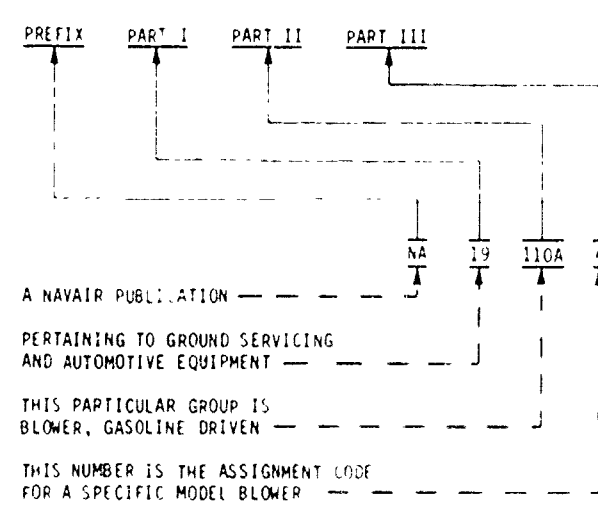 PREFIX PART I PART II PART III
NA 19 110A
A NAVAIR PUBLICATION
PERTAINING TO GROUND SERVICING
AND AUTOMOTIVE EQUIPMENT
THIS PARTICULAR GROUP IS
BLOWER, GASOLINE DRIVEN
THIS NUMBER IS THE ASSIGNMENT CODE
FOR A SPECIFIC MODEL BLOWER